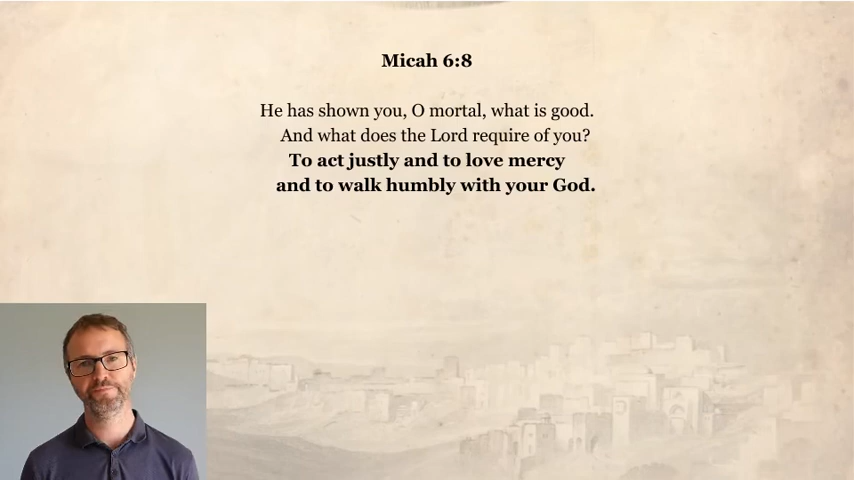 Micah 6:8
He has shown you, O mortal, what is good.
And what does the Lord require of you?
To act justly and to love mercy
and to walk humbly with your God.